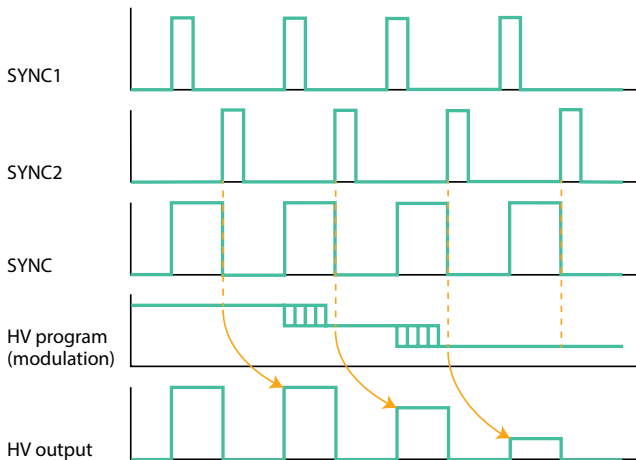 SYNC1
SYNC2
SYNC
HV program
(modulation)
HV output